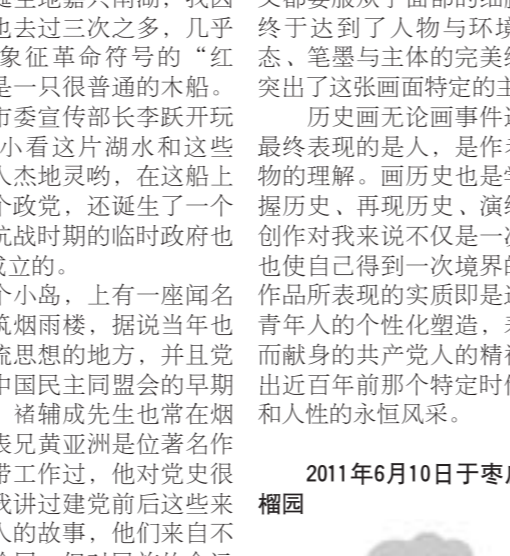 也去过三次之多，几乎
象征革命符号的“红
是一只很普通的木船。
市委宣传部长李跃开玩
小看这片湖水和这些
人杰地灵哟，在这船上
个政党，还诞生了一个
抗战时期的临时政府也
成立的。
个小岛，上有一座闻名
筑烟雨楼，据说当年也
流思想的地方，并且党
中国民主同盟会的早期
褚辅成先生也常在烟
表兄黄亚洲是位著名作
带工作过，他对党史很
我讲过建党前后这些来
人的故事，他们来自不
终于达到了人物与环境
态、笔墨与主体的完美结
突出了这张画面特定的主
历史画无论画事件还
最终表现的是人，是作者
物的理解。画历史也是学
握历史、再现历史、演绎
创作对我来说不仅是一次
也使自己得到一次境界的
作品所表现的实质即是这
青年人的个性化塑造，表
而献身的共产党人的精神
出近百年前那个特定时代
和人性的永恒风采。
2011年6月10日于枣庄
榴园